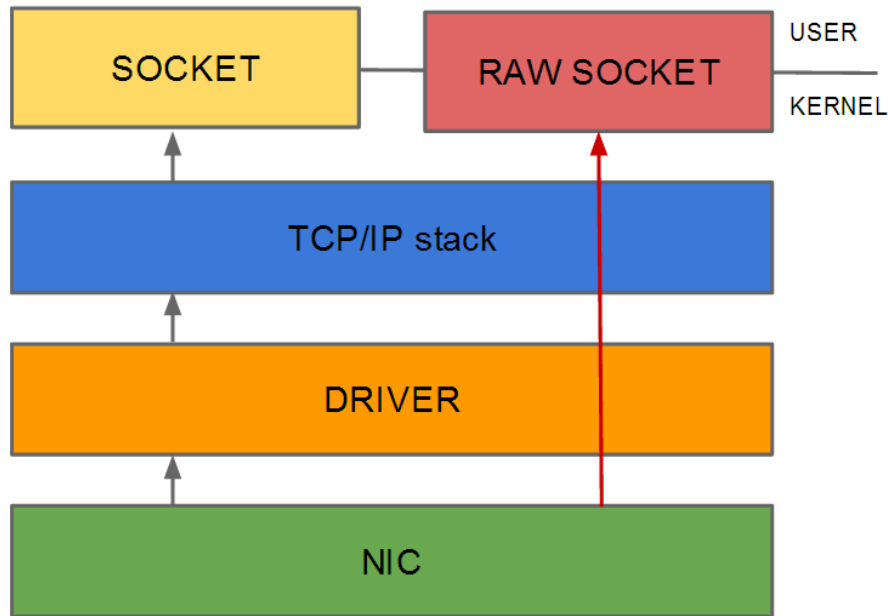 SOCKET
RAW SOCKET
USER
KERNEL
TCP/IP stack
DRIVER
NIC